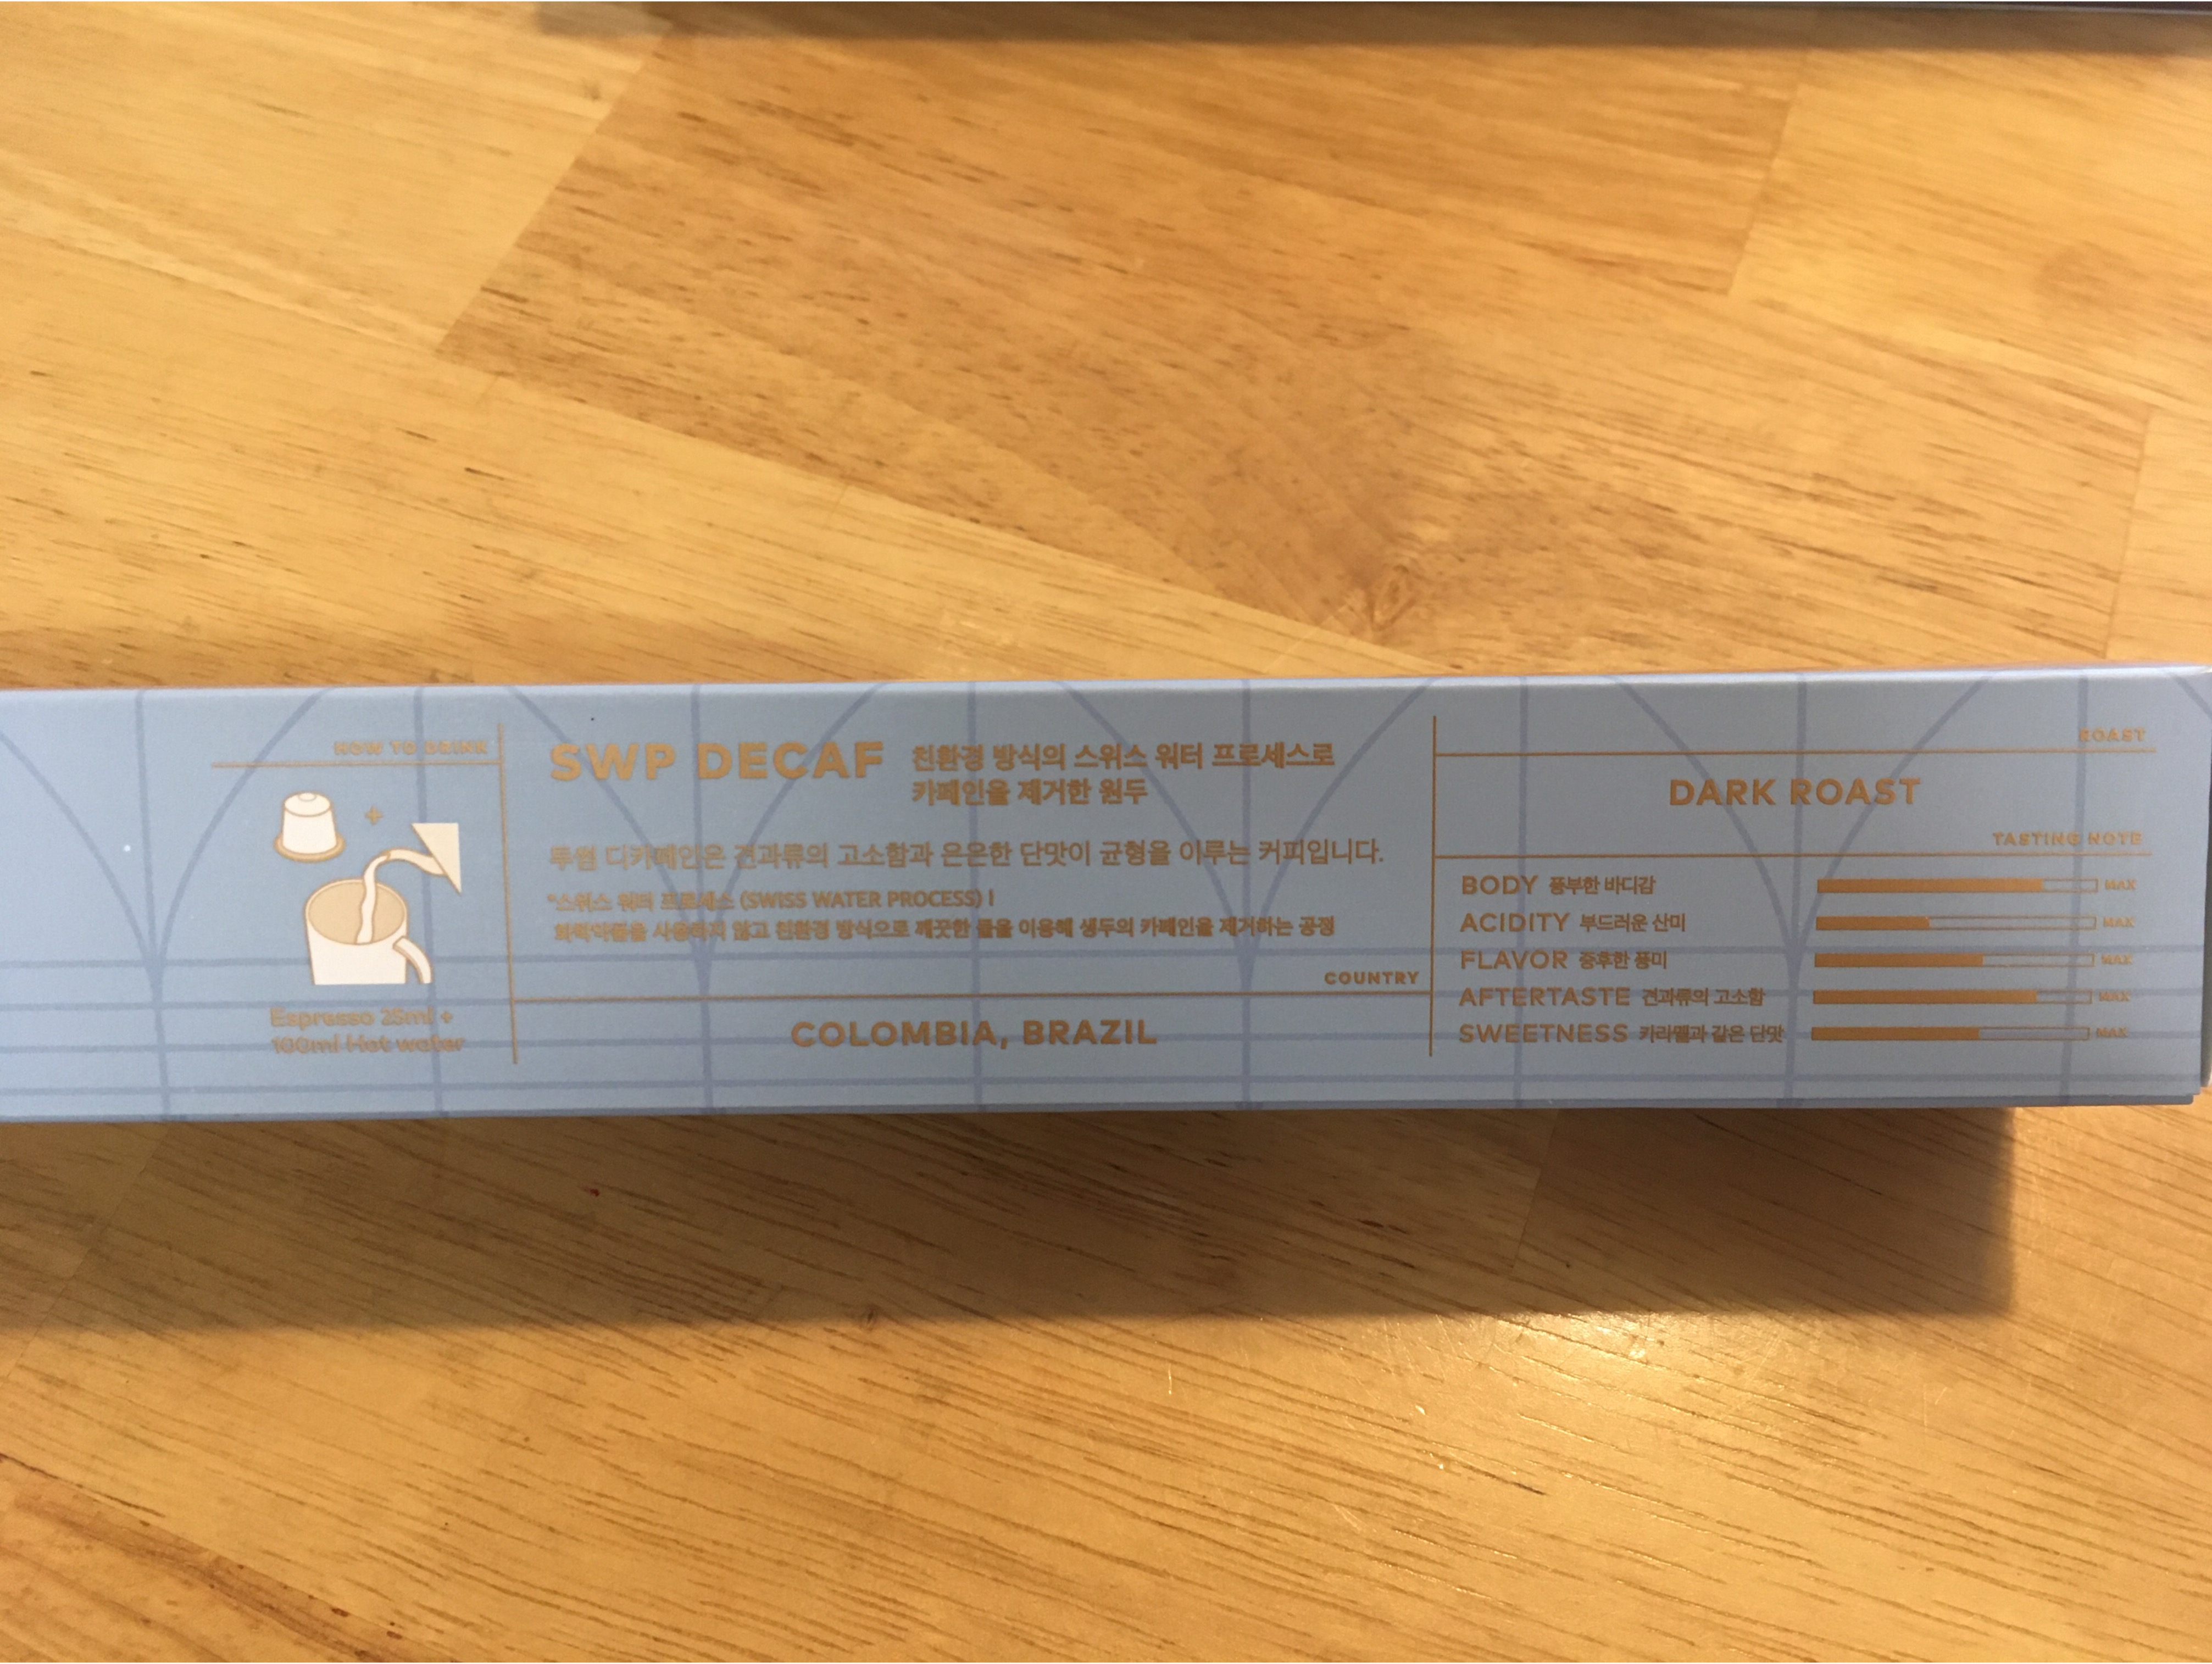 HOW TO DRINK
+
Espresso 25ml +
100ml Hot water
SWP DECAF 친환경 방식의 스위스 워터 프로세스로
카페인을 제거한 원두
디카페인은 견과류의 고소함과 은은한 단맛이 균형을 이루는 커피입니다.
*스위스 워터 프로세스 (SWISS WATER PROCESS) |
화학약품을 사용하지 않고 친환경 방식으로 깨끗한 물을 이용해 생두의 카페인을 제거하는 공정
COUNTRY
COLOMBIA, BRAZIL
ROAST
DARK ROAST
TASTING NOTE
BODY 풍부한 바디감 MAX
ACIDITY 부드러운 산미 MAX
FLAVOR 중후한 풍미 MAX
AFTERTASTE 견과류의 고소함 MAX
SWEETNESS 카라멜과 같은 단맛 MAX